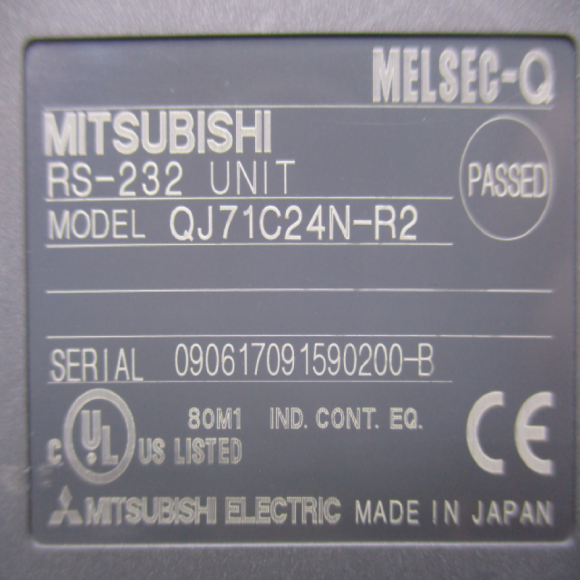 MELSEC-Q
MITSUBISHI
RS-232 UNIT
PASSED
MODEL QJ71C24N-R2
SERIAL 090617091590200-B
C UL US LISTED
80M1 IND. CONT. EQ.
CE
MITSUBISHI ELECTRIC MADE IN JAPAN